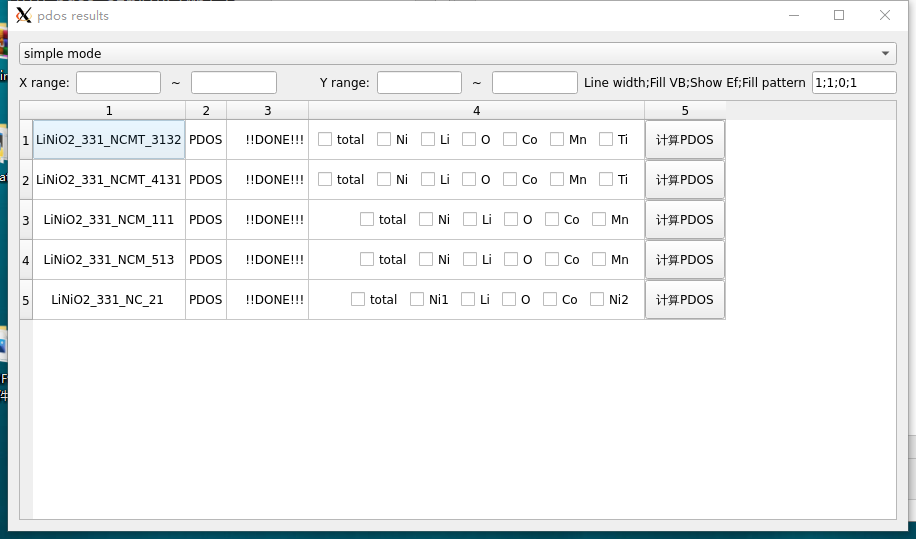 pdos results
simple mode
X range: ~ Y range: ~ Line width;Fill VB;Show Ef;Fill pattern 1;1;0;1
1 2 3 4 5
1 LiNiO2_331_NCMT_3132 PDOS !!DONE!!! total Ni Li O Co Mn Ti 计算PDOS
2 LiNiO2_331_NCMT_4131 PDOS !!DONE!!! total Ni Li O Co Mn Ti 计算PDOS
3 LiNiO2_331_NCM_111 PDOS !!DONE!!! total Ni Li O Co Mn 计算PDOS
4 LiNiO2_331_NCM_513 PDOS !!DONE!!! total Ni Li O Co Mn 计算PDOS
5 LiNiO2_331_NC_21 PDOS !!DONE!!! total Ni1 Li O Co Ni2 计算PDOS